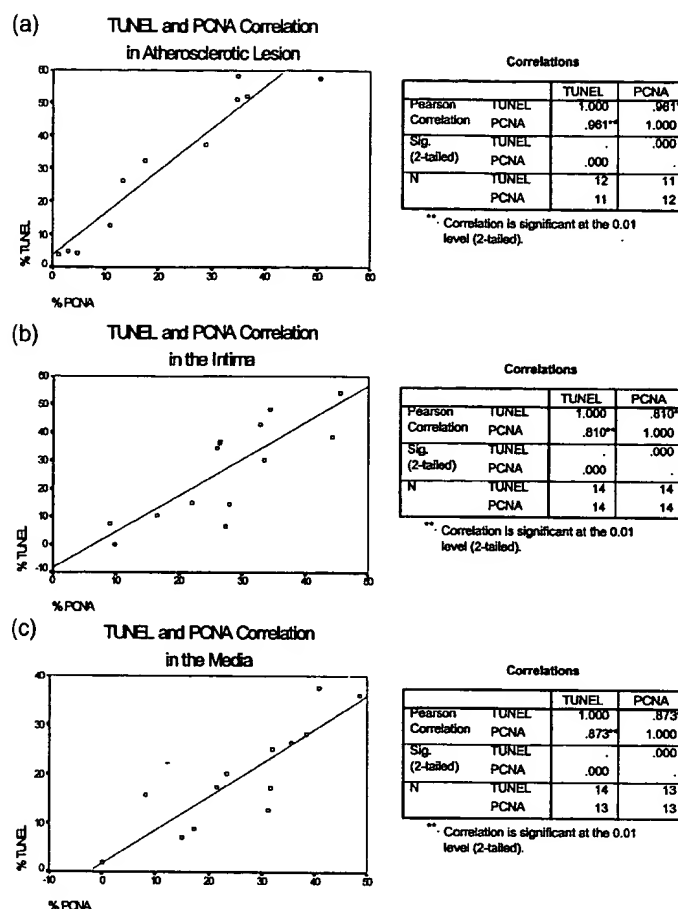 (a)
TUNEL and PCNA Correlation
in Atherosclerotic Lesion
60
50
40
30
20
10
0
% TUNEL
0 10 20 30 40 50 60
% PCNA
Correlations
TUNEL PCNA
Pearson TUNEL 1.000 .961**
Correlation PCNA .961** 1.000
Sig. TUNEL . .000
(2-tailed) PCNA .000 .
N TUNEL 12 11
PCNA 11 12
**. Correlation is significant at the 0.01
level (2-tailed).
(b)
TUNEL and PCNA Correlation
in the Intima
60
50
40
30
20
10
0
-10
% TUNEL
0 10 20 30 40 50
% PCNA
Correlations
TUNEL PCNA
Pearson TUNEL 1.000 .810**
Correlation PCNA .810** 1.000
Sig. TUNEL . .000
(2-tailed) PCNA .000 .
N TUNEL 14 14
PCNA 14 14
**. Correlation is significant at the 0.01
level (2-tailed).
(c)
TUNEL and PCNA Correlation
in the Media
40
30
20
10
0
% TUNEL
-10 0 10 20 30 40 50
% PCNA
Correlations
TUNEL PCNA
Pearson TUNEL 1.000 .873**
Correlation PCNA .873** 1.000
Sig. TUNEL . .000
(2-tailed) PCNA .000 .
N TUNEL 14 13
PCNA 13 13
**. Correlation is significant at the 0.01
level (2-tailed).